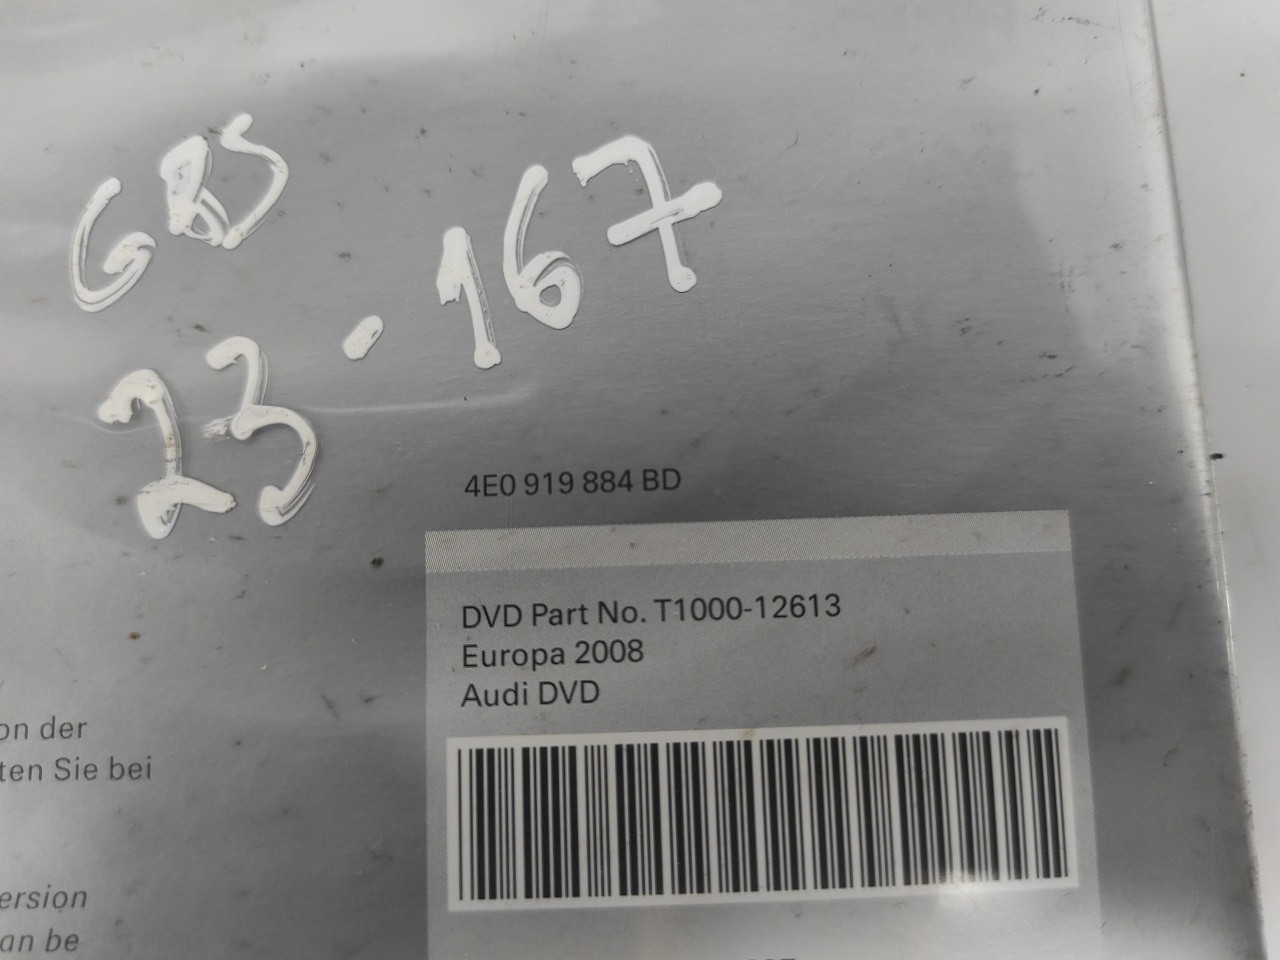 GBS
23-167
4E0 919 884 BD
DVD Part No. T1000-12613
Europa 2008
Audi DVD
on der
ten Sie bei
ersion
an be